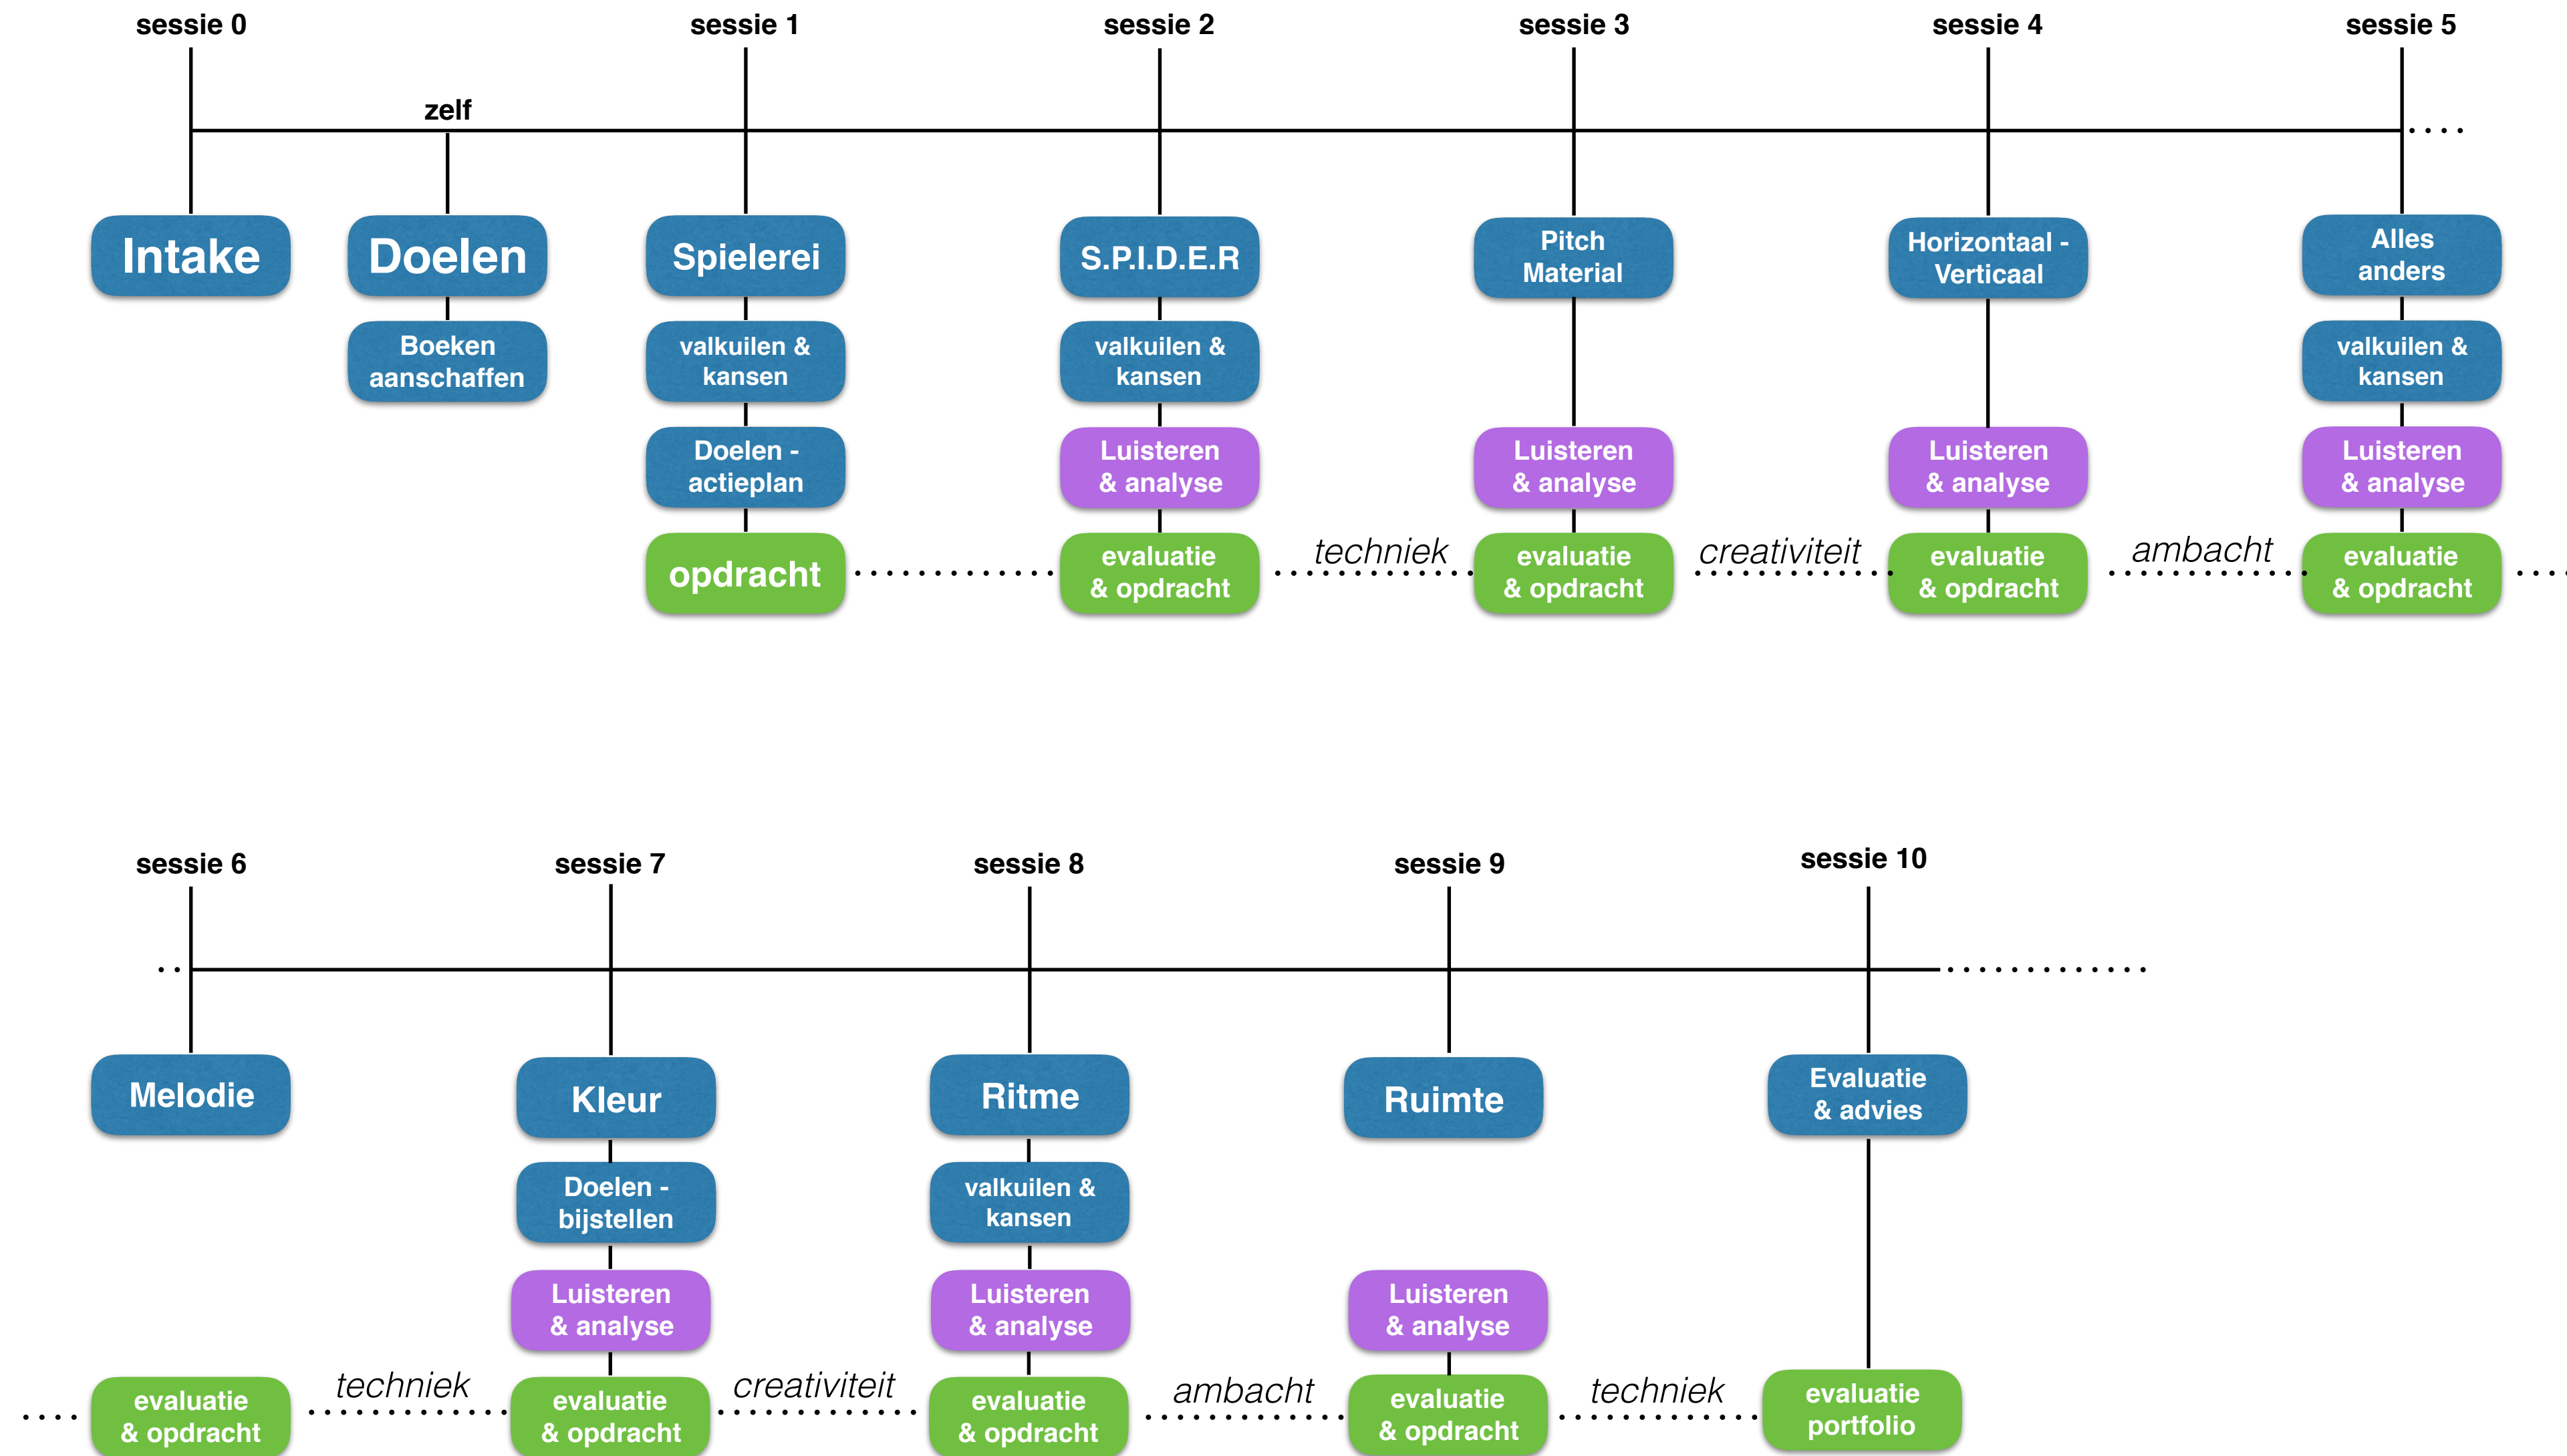 sessie 0
sessie 1
sessie 2
sessie 3
sessie 4
sessie 5
zelf
Intake
Doelen
Spielerei
S.P.I.D.E.R
Pitch
Material
Horizontaal -
Verticaal
Alles
anders
Boeken
aanschaffen
valkuilen &
kansen
valkuilen &
kansen
valkuilen &
kansen
Doelen -
actieplan
Luisteren
& analyse
Luisteren
& analyse
Luisteren
& analyse
Luisteren
& analyse
opdracht
evaluatie
& opdracht
techniek
evaluatie
& opdracht
creativiteit
evaluatie
& opdracht
ambacht
evaluatie
& opdracht
sessie 6
sessie 7
sessie 8
sessie 9
sessie 10
Melodie
Kleur
Ritme
Ruimte
Evaluatie
& advies
Doelen -
bijstellen
valkuilen &
kansen
Luisteren
& analyse
Luisteren
& analyse
Luisteren
& analyse
evaluatie
& opdracht
techniek
evaluatie
& opdracht
creativiteit
evaluatie
& opdracht
ambacht
evaluatie
& opdracht
techniek
evaluatie
portfolio